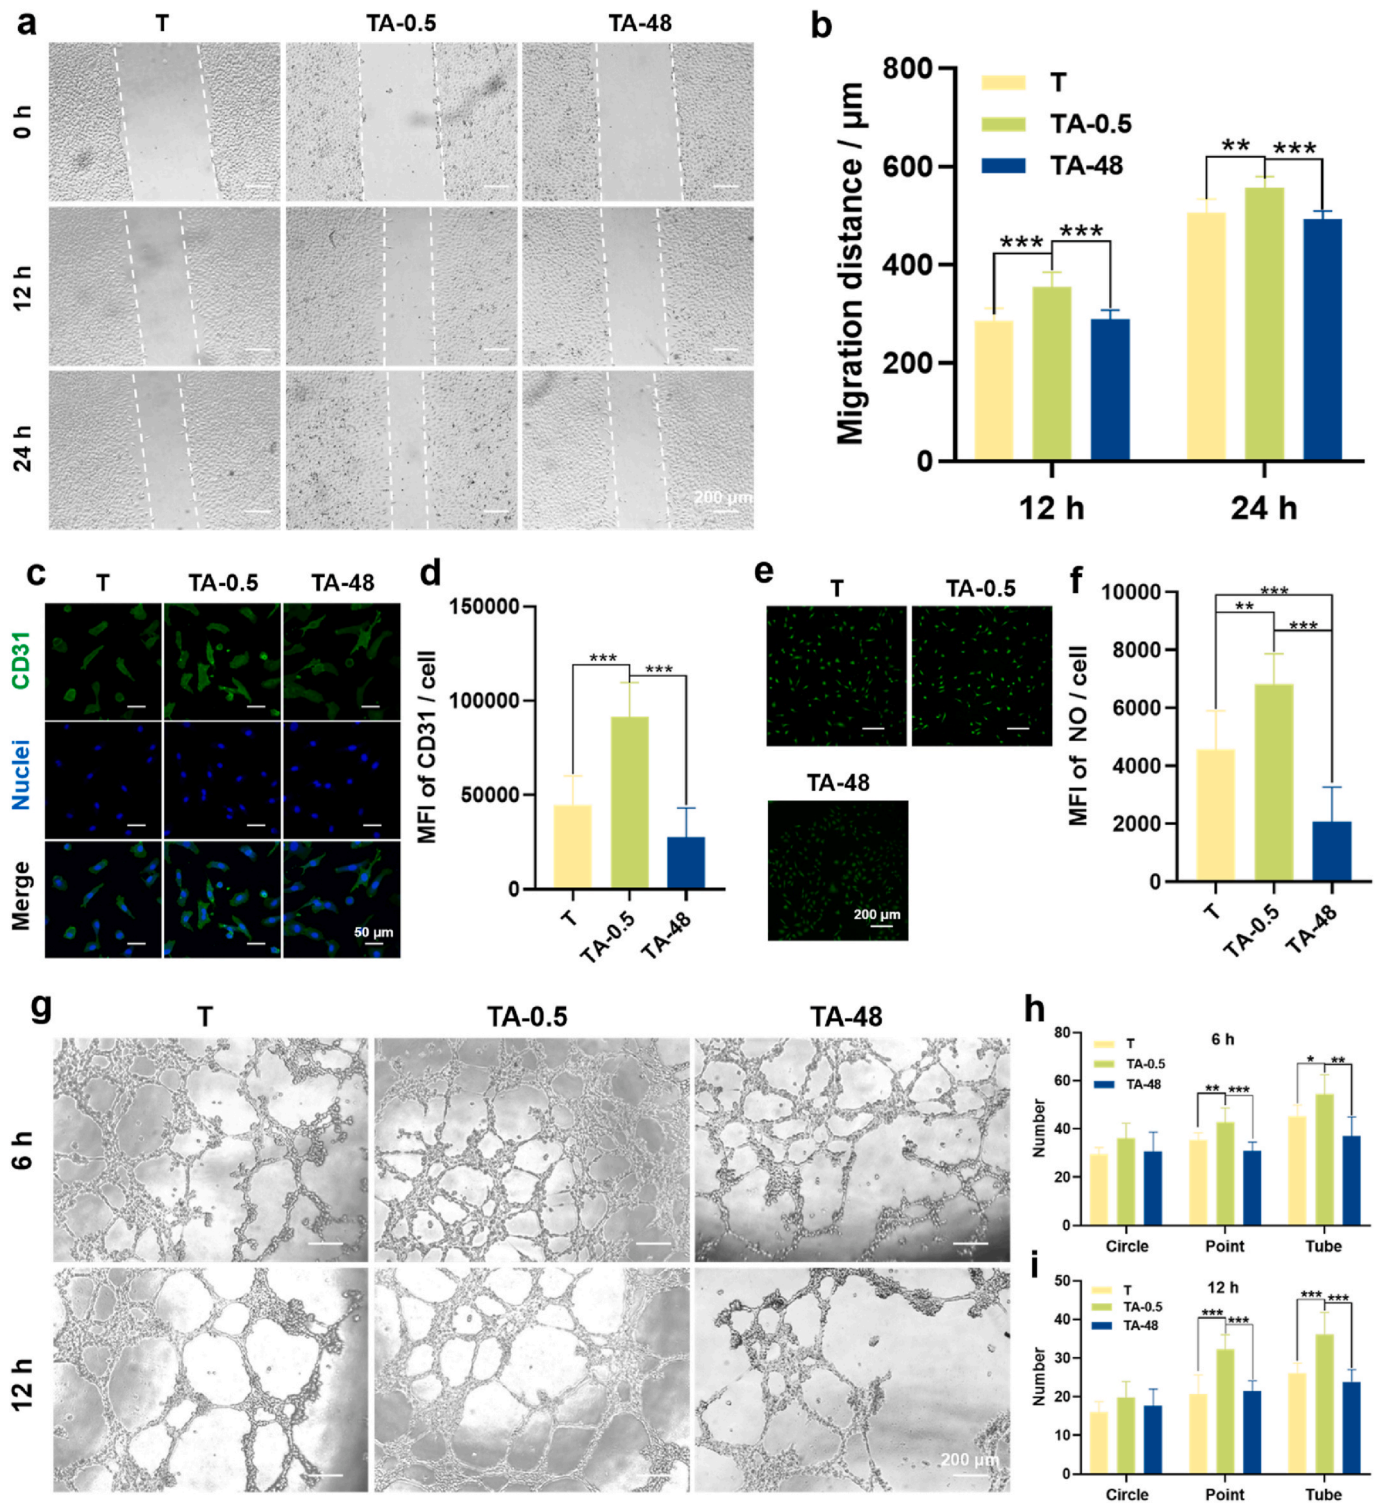 a
T TA-0.5 TA-48
0 h
12 h
24 h
200 μm
b
Migration distance / μm
800
600
400
200
0
T
TA-0.5
TA-48
*** ***
** ***
12 h 24 h
c
T TA-0.5 TA-48
CD31
Nuclei
Merge
50 μm
d
MFI of CD31 / cell
150000
100000
50000
0
*** ***
T TA-0.5 TA-48
e
T TA-0.5
TA-48
200 μm
f
MFI of NO / cell
10000
8000
6000
4000
2000
0
***
**
***
T TA-0.5 TA-48
g
T TA-0.5 TA-48
6 h
12 h
200 μm
h
6 h
Number
80
60
40
20
0
T
TA-0.5
TA-48
** ***
* **
Circle Point Tube
i
12 h
Number
50
40
30
20
10
0
T
TA-0.5
TA-48
*** ***
*** ***
Circle Point Tube